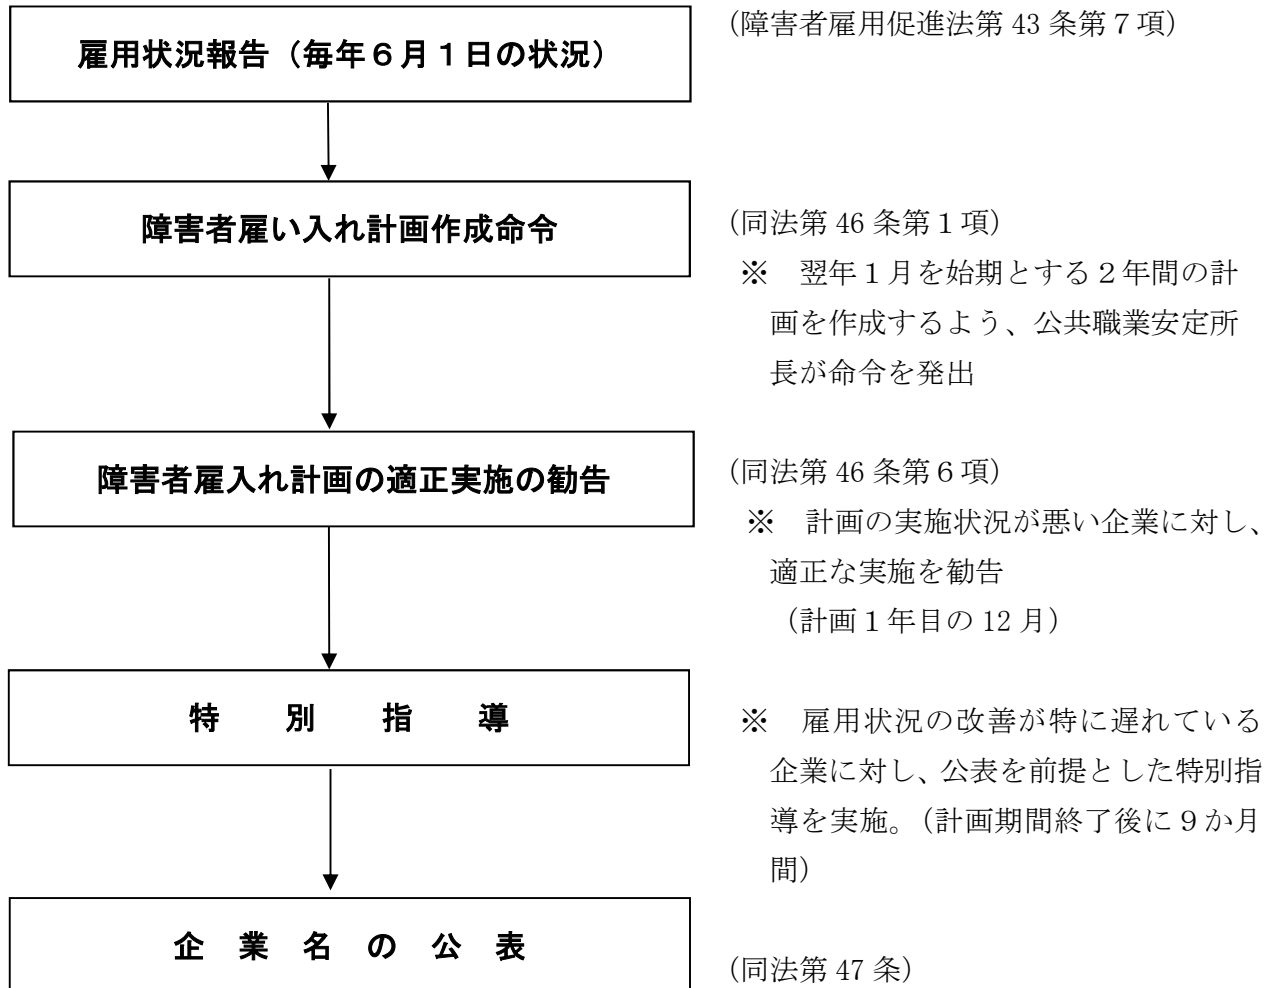 雇用状況報告（毎年６月１日の状況）
（障害者雇用促進法第 43 条第７項）
障害者雇い入れ計画作成命令
（同法第 46 条第１項）
※　翌年１月を始期とする２年間の計
画を作成するよう、公共職業安定所
長が命令を発出
障害者雇入れ計画の適正実施の勧告
（同法第 46 条第６項）
※　計画の実施状況が悪い企業に対し、
適正な実施を勧告
（計画１年目の 12 月）
特　別　指　導
※　雇用状況の改善が特に遅れている
企業に対し、公表を前提とした特別指
導を実施。（計画期間終了後に９か月
間）
企　業　名　の　公　表
（同法第 47 条）